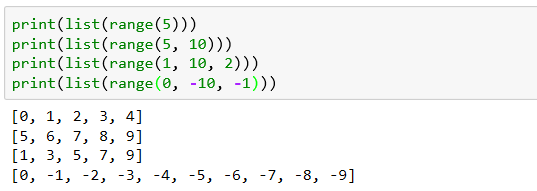 print(list(range(5)))
print(list(range(5, 10)))
print(list(range(1, 10, 2)))
print(list(range(0, -10, -1)))
[0, 1, 2, 3, 4]
[5, 6, 7, 8, 9]
[1, 3, 5, 7, 9]
[0, -1, -2, -3, -4, -5, -6, -7, -8, -9]